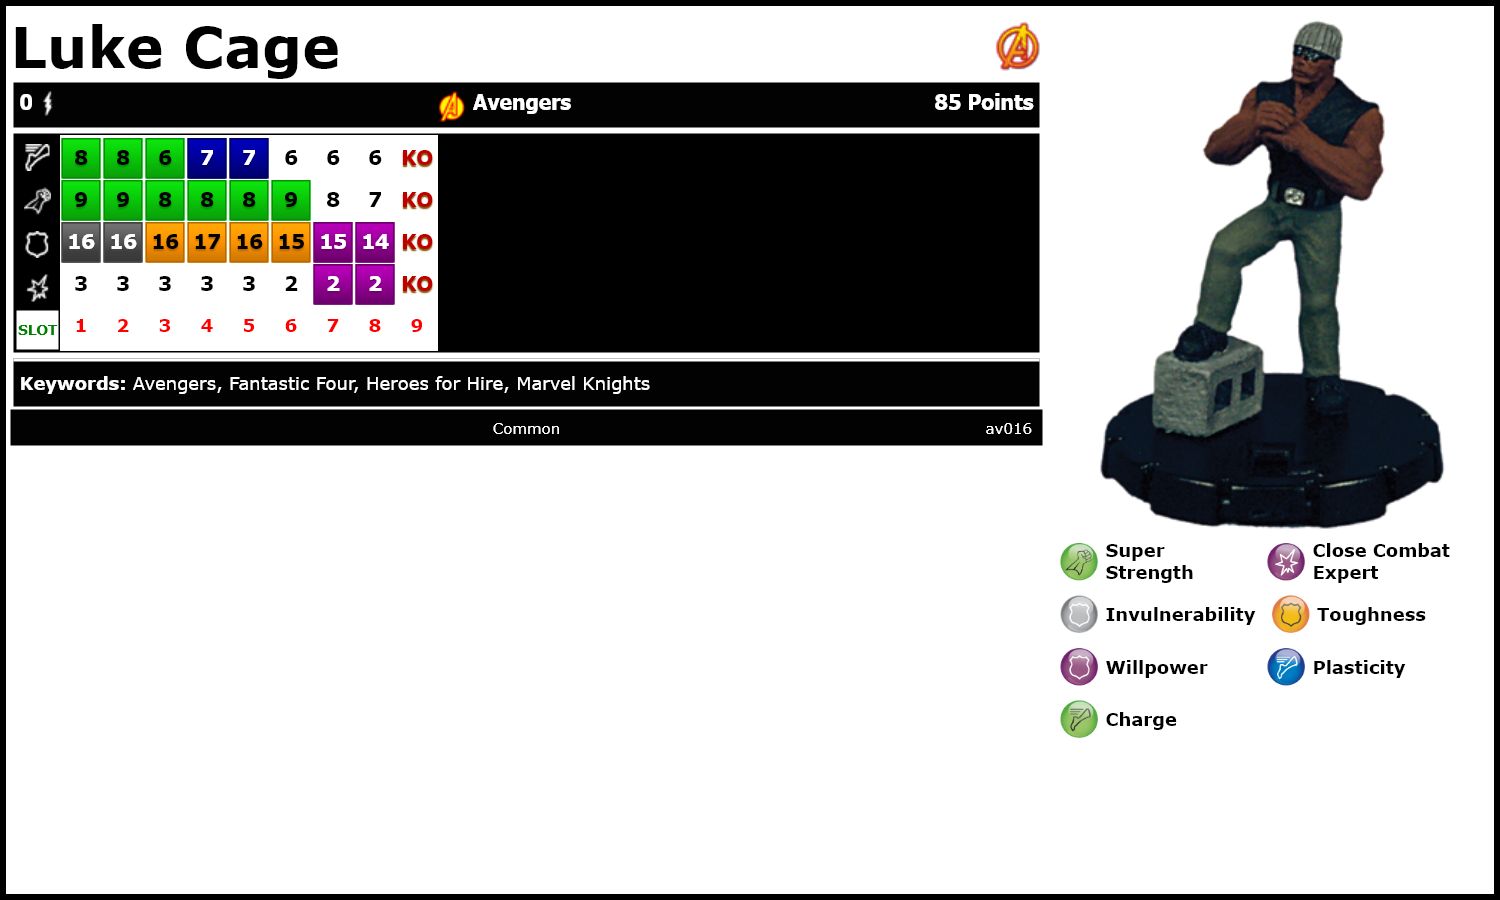 Luke Cage
0 Avengers 85 Points
8 8 6 7 7 6 6 6 KO
9 9 8 8 8 9 8 7 KO
16 16 16 17 16 15 15 14 KO
3 3 3 3 3 2 2 2 KO
SLOT 1 2 3 4 5 6 7 8 9
Keywords: Avengers, Fantastic Four, Heroes for Hire, Marvel Knights
Common av016
Super Strength
Close Combat Expert
Invulnerability
Toughness
Willpower
Plasticity
Charge